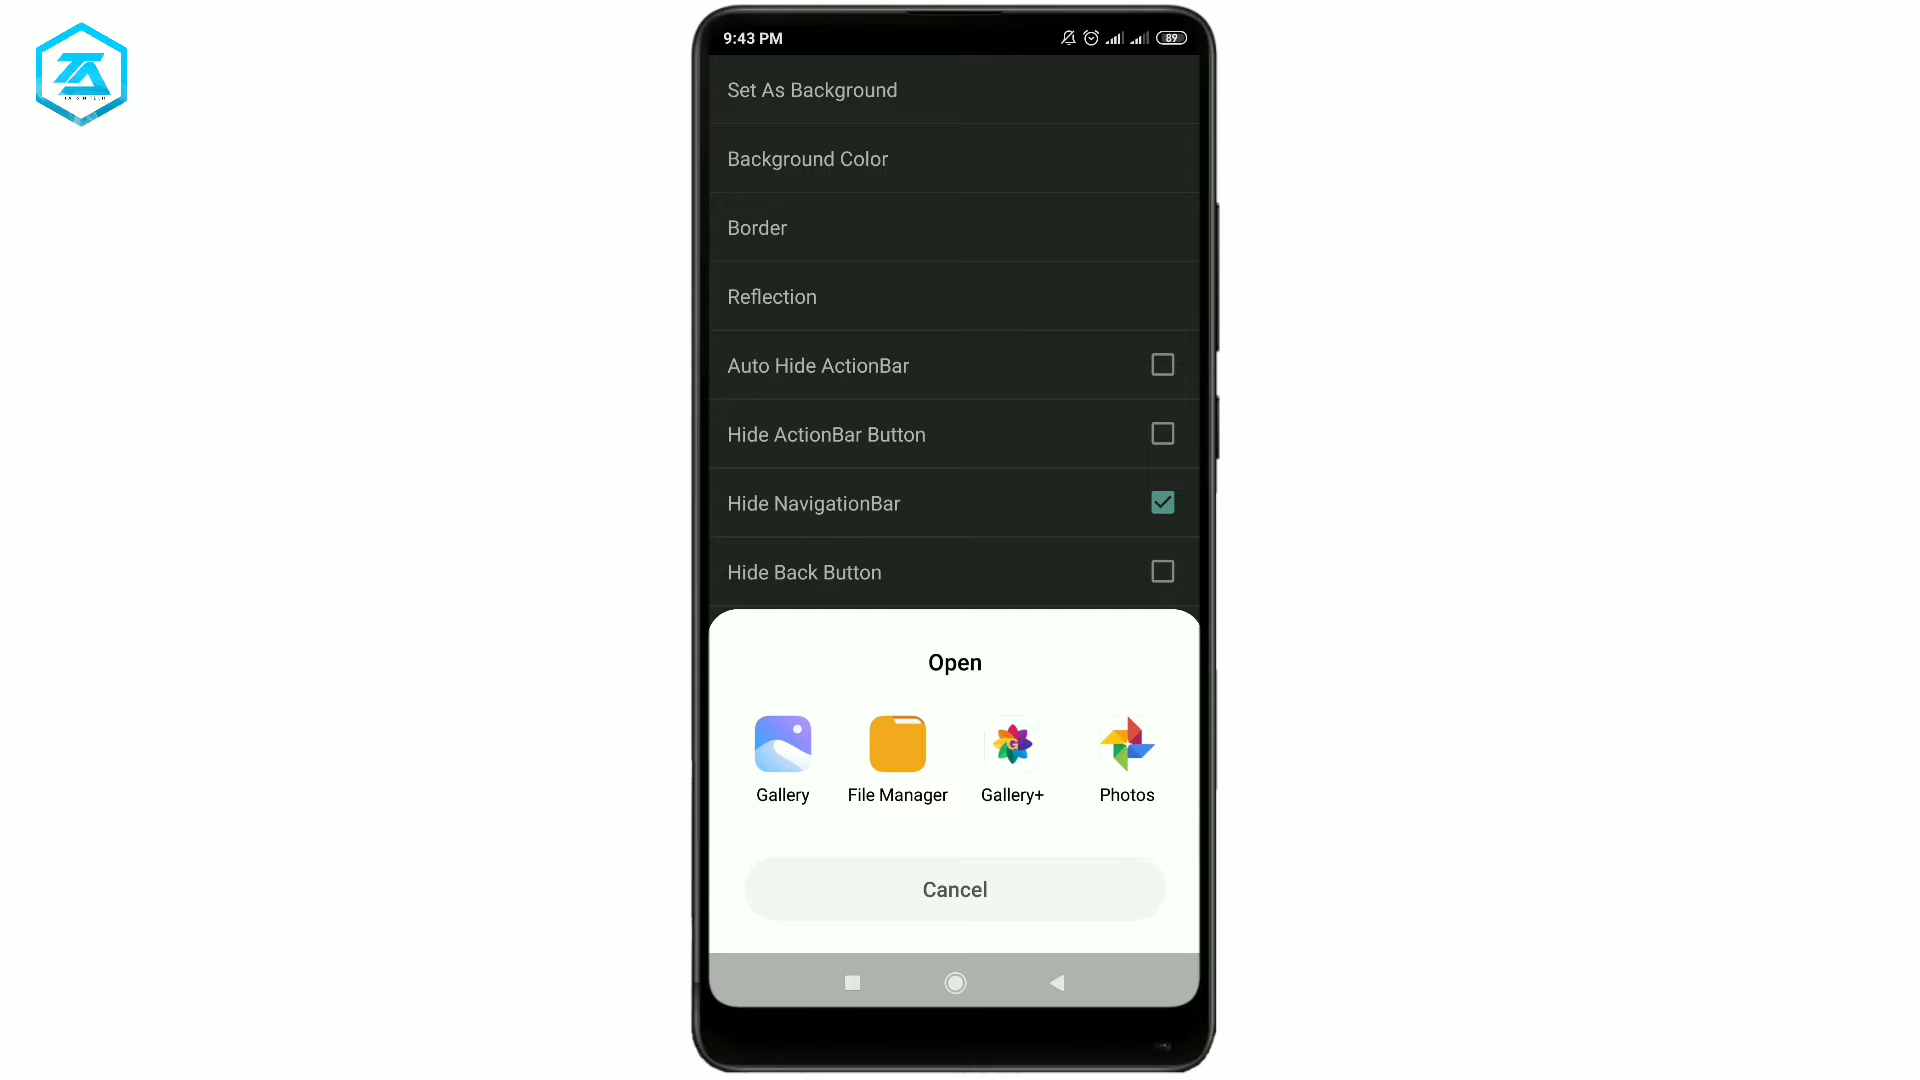 9:43 PM
89
Set As Background
Background Color
Border
Reflection
Auto Hide ActionBar
Hide ActionBar Button
Hide NavigationBar
Hide Back Button
Open
Gallery
File Manager
G
Gallery+
Photos
Cancel